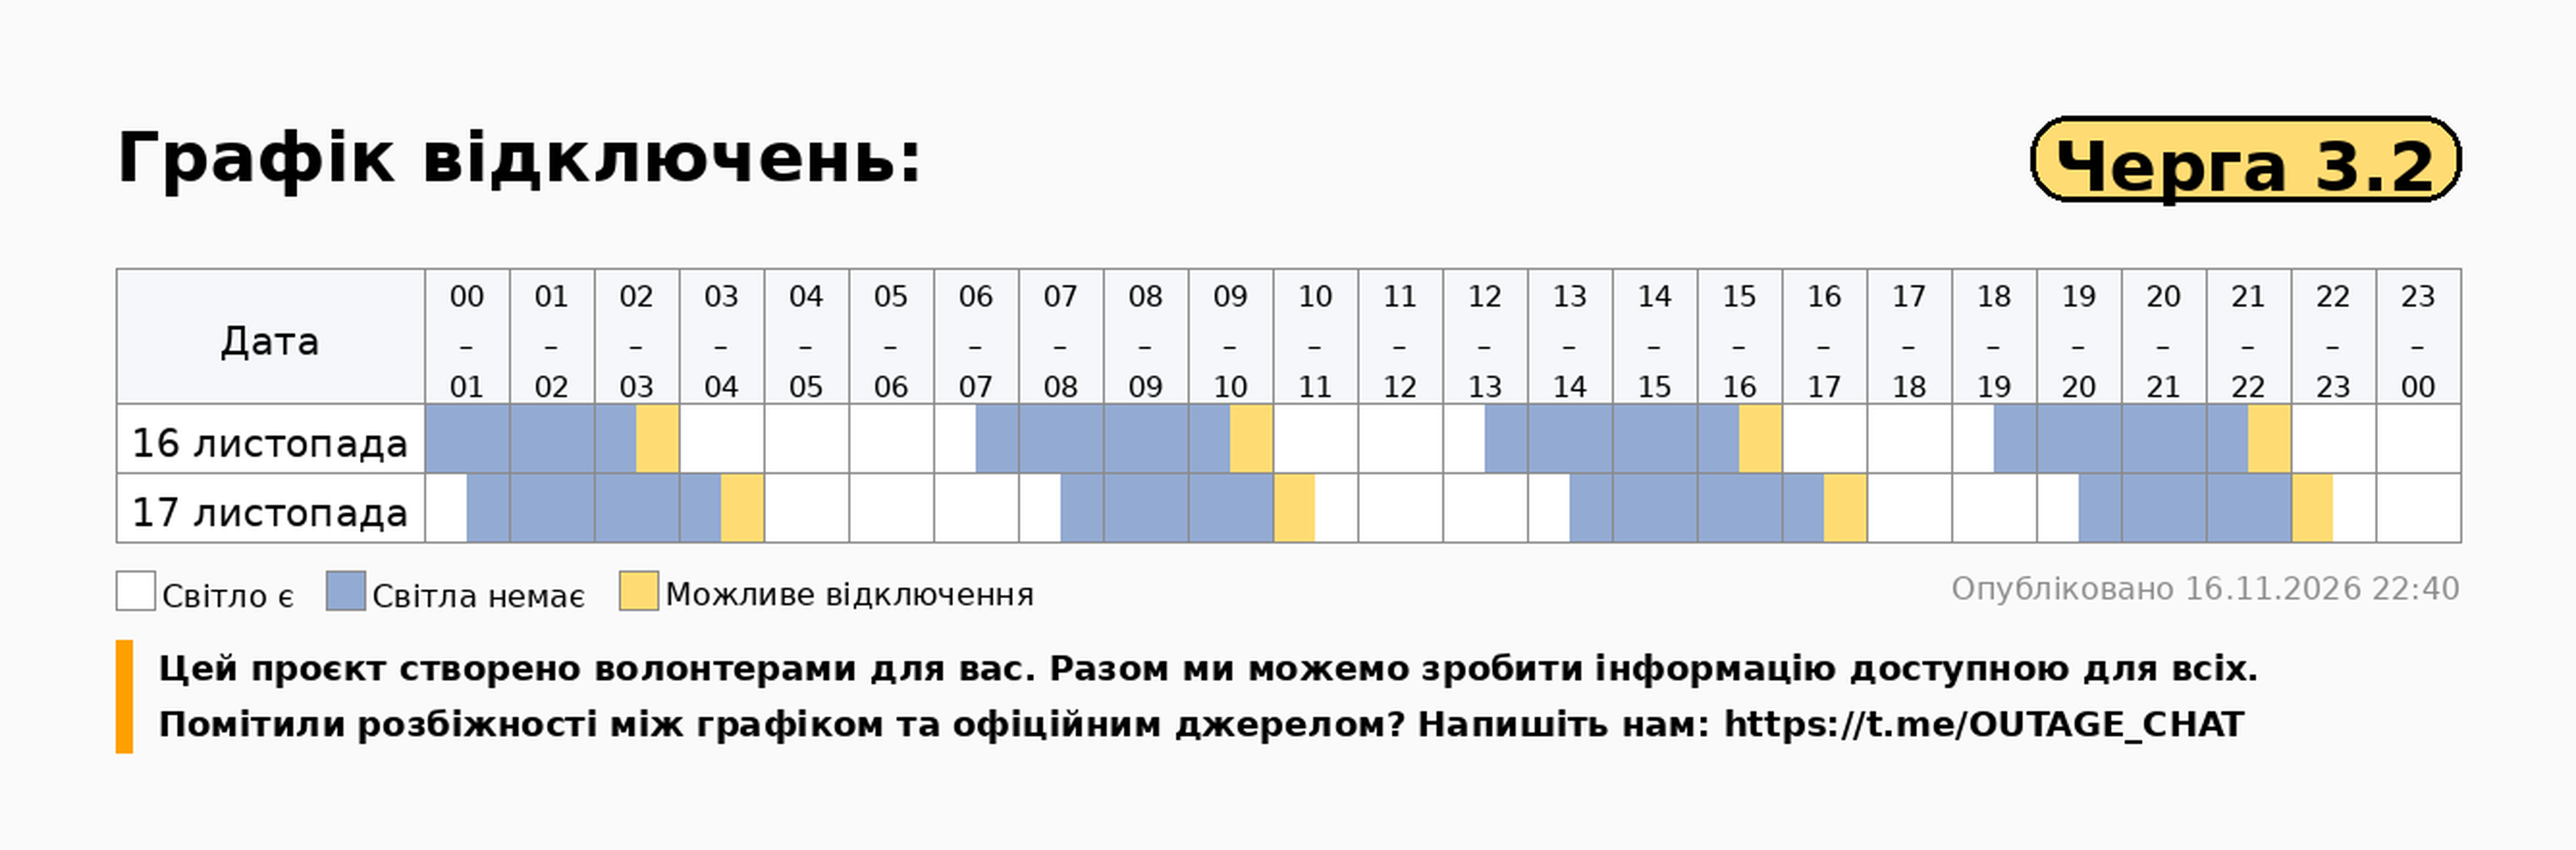 Графік відключень:
Черга 3.2
Дата 00 – 01 01 – 02 02 – 03 03 – 04 04 – 05 05 – 06 06 – 07 07 – 08 08 – 09 09 – 10 10 – 11 11 – 12 12 – 13 13 – 14 14 – 15 15 – 16 16 – 17 17 – 18 18 – 19 19 – 20 20 – 21 21 – 22 22 – 23 23 – 00
16 листопада
17 листопада
Світло є Світла немає Можливе відключення
Опубліковано 16.11.2026 22:40
Цей проєкт створено волонтерами для вас. Разом ми можемо зробити інформацію доступною для всіх.
Помітили розбіжності між графіком та офіційним джерелом? Напишіть нам: https://t.me/OUTAGE_CHAT